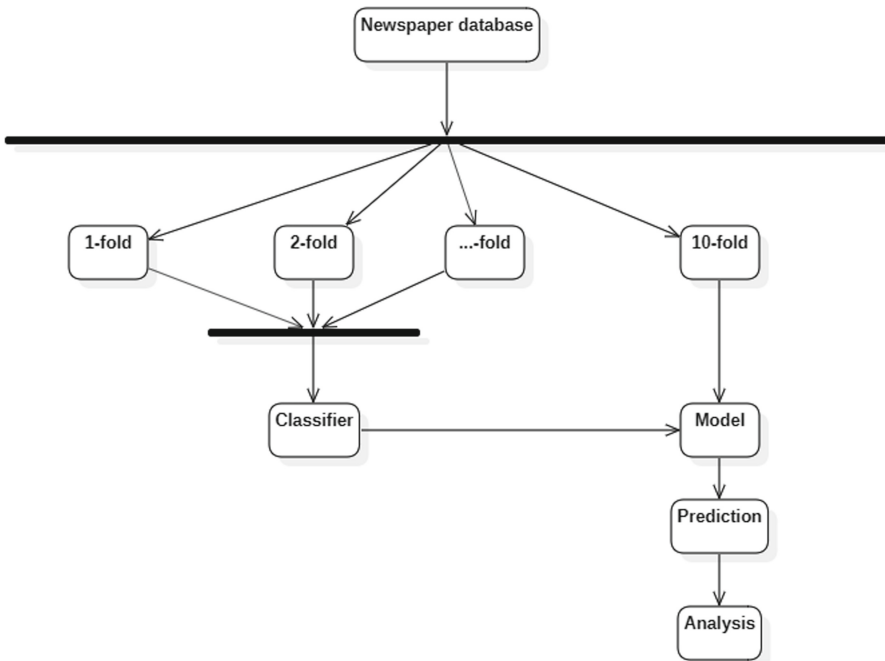 Newspaper database
1-fold
2-fold
...-fold
10-fold
Classifier
Model
Prediction
Analysis